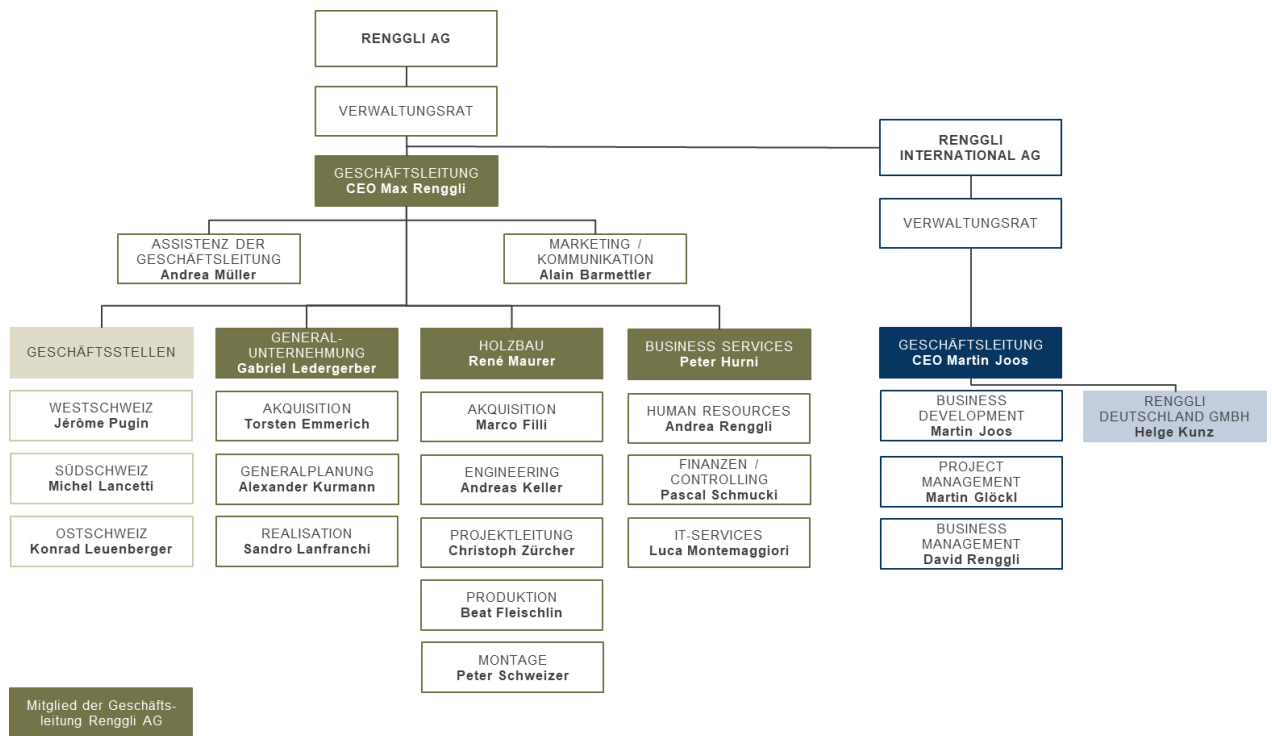 RENGGLI AG
VERWALTUNGSRAT
RENGGLI
INTERNATIONAL AG
GESCHÄFTSLEITUNG
CEO Max Renggli
VERWALTUNGSRAT
ASSISTENZ DER
GESCHÄFTSLEITUNG
Andrea Müller
MARKETING /
KOMMUNIKATION
Alain Barmettler
GESCHÄFTSSTELLEN
WESTSCHWEIZ
Jérôme Pugin
SÜDSCHWEIZ
Michel Lancetti
OSTSCHWEIZ
Konrad Leuenberger
GENERAL-
UNTERNEHMUNG
Gabriel Ledergerber
AKQUISITION
Torsten Emmerich
GENERALPLANUNG
Alexander Kurmann
REALISATION
Sandro Lanfranchi
HOLZBAU
René Maurer
AKQUISITION
Marco Filli
ENGINEERING
Andreas Keller
PROJEKTLEITUNG
Christoph Zürcher
PRODUKTION
Beat Fleischlin
MONTAGE
Peter Schweizer
BUSINESS SERVICES
Peter Hurni
HUMAN RESOURCES
Andrea Renggli
FINANZEN /
CONTROLLING
Pascal Schmucki
IT-SERVICES
Luca Montemaggiori
GESCHÄFTSLEITUNG
CEO Martin Joos
BUSINESS
DEVELOPMENT
Martin Joos
PROJECT
MANAGEMENT
Martin Glöckl
BUSINESS
MANAGEMENT
David Renggli
RENGGLI
DEUTSCHLAND GMBH
Helge Kunz
Mitglied der Geschäfts-
leitung Renggli AG